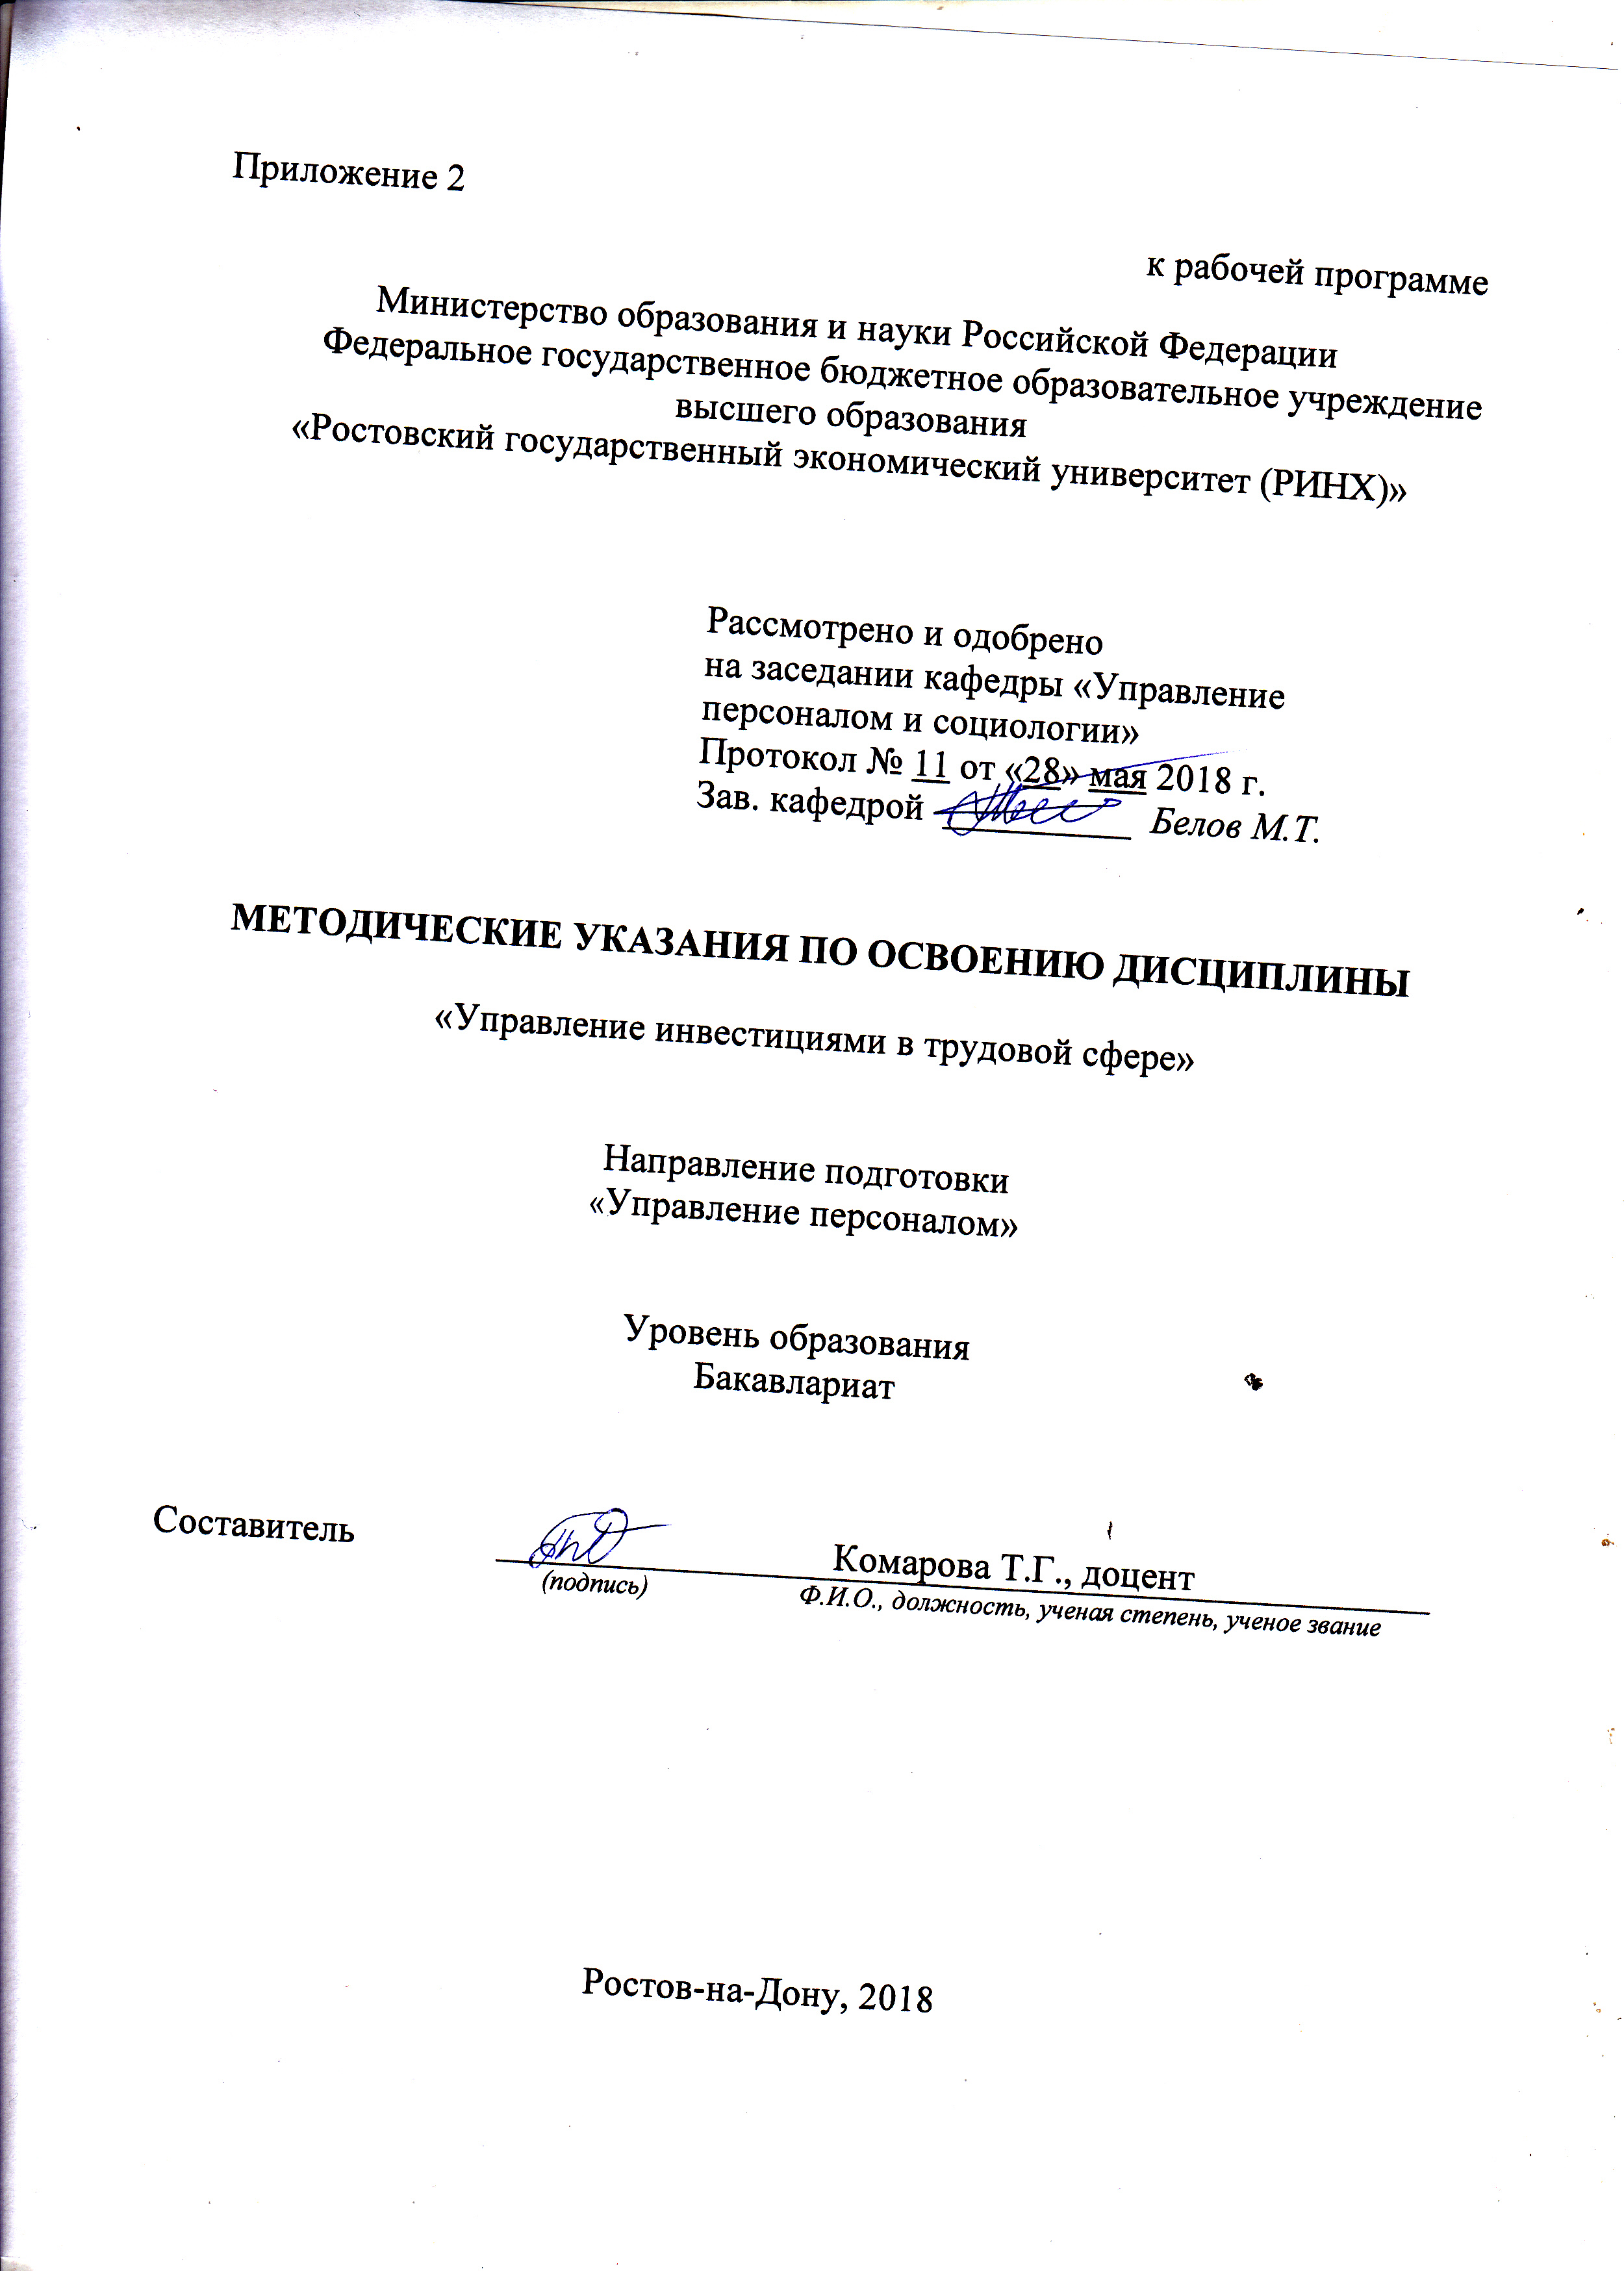 Приложение 2
к рабочей программе
Министерство образования и науки Российской Федерации
Федеральное государственное бюджетное образовательное учреждение
высшего образования
«Ростовский государственный экономический университет (РИНХ)»
Рассмотрено и одобрено
на заседании кафедры «Управление
персоналом и социологии»
Протокол № 11 от «28» мая 2018 г.
Зав. кафедрой Белов М.Т.
МЕТОДИЧЕСКИЕ УКАЗАНИЯ ПО ОСВОЕНИЮ ДИСЦИПЛИНЫ
«Управление инвестициями в трудовой сфере»
Направление подготовки
«Управление персоналом»
Уровень образования
Бакавлариат
Составитель
Комарова Т.Г., доцент
(подпись) Ф.И.О., должность, ученая степень, ученое звание
Ростов-на-Дону, 2018